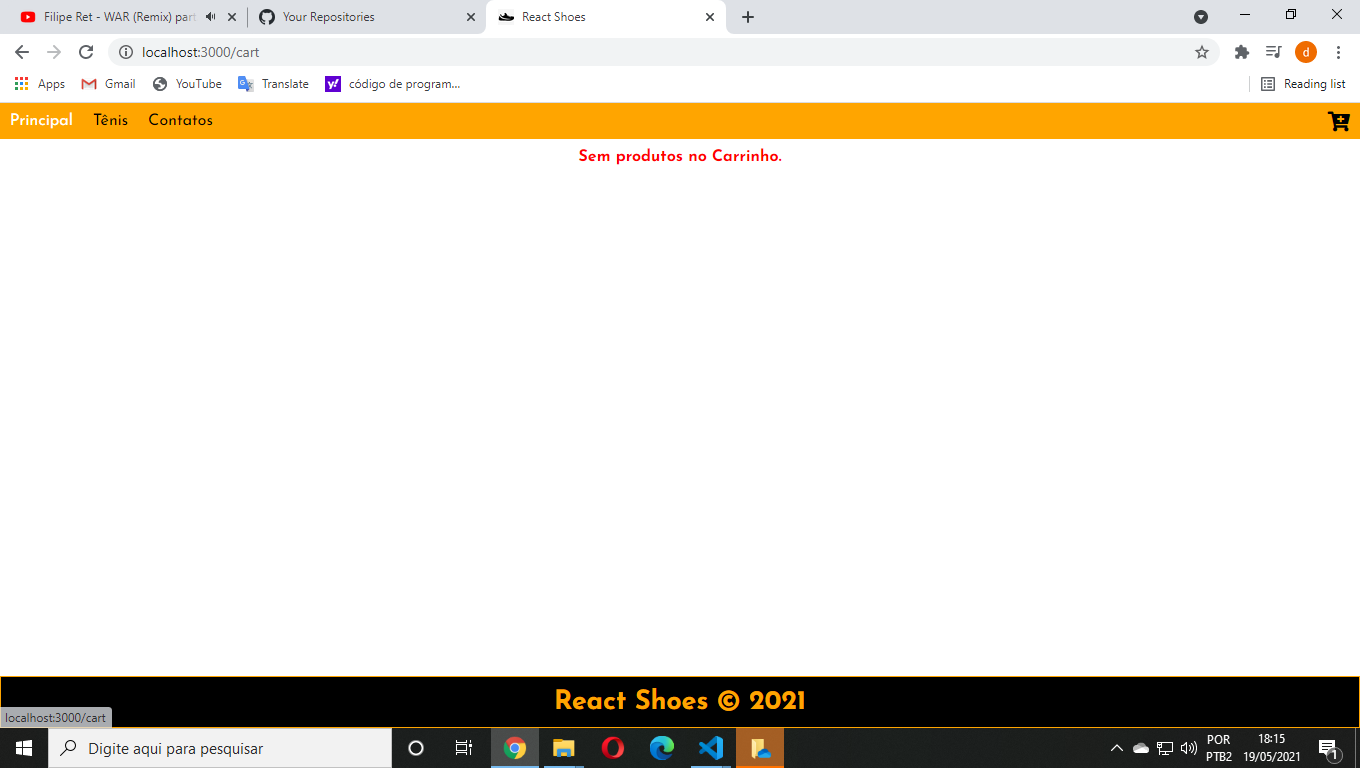 Filipe Ret - WAR (Remix) part
Your Repositories
React Shoes
localhost:3000/cart
d
Apps
Gmail
YouTube
Translate
y!
código de program...
Reading list
Principal
Tênis
Contatos
Sem produtos no Carrinho.
React Shoes © 2021
localhost:3000/cart
Digite aqui para pesquisar
POR
PTB2
18:15
19/05/2021
1